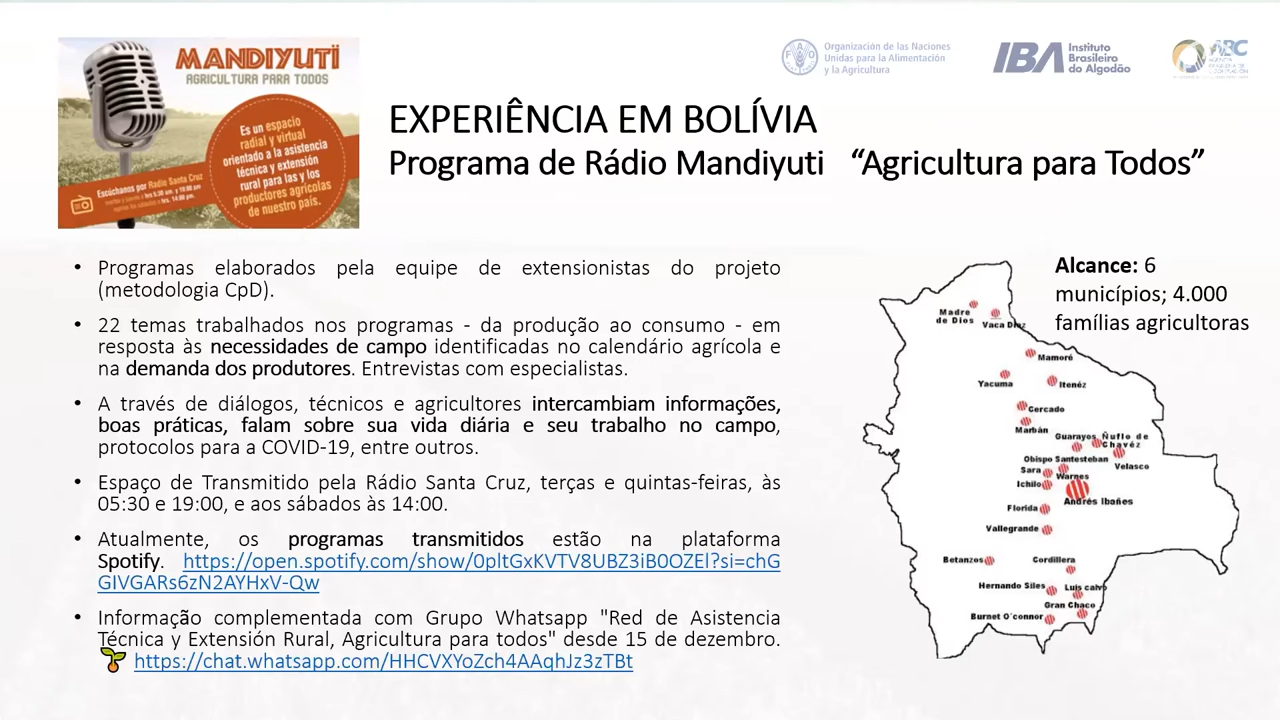 MANDIYUTI
AGRICULTURA PARA TODOS
Es un espacio
radial y virtual
orientado a la asistencia
técnica y extensión
rural para las y los
productores agrícolas
de nuestro país.
Escúchanos por Radio Santa Cruz
Organización de las Naciones
Unidas para la Alimentación
y la Agricultura
IBA Instituto
Brasileiro
do Algodão
ABC
EXPERIÊNCIA EM BOLÍVIA
Programa de Rádio Mandiyuti “Agricultura para Todos”
• Programas elaborados pela equipe de extensionistas do projeto
(metodologia CpD).
• 22 temas trabalhados nos programas - da produção ao consumo - em
resposta às necessidades de campo identificadas no calendário agrícola e
na demanda dos produtores. Entrevistas com especialistas.
• A través de diálogos, técnicos e agricultores intercambiam informações,
boas práticas, falam sobre sua vida diária e seu trabalho no campo,
protocolos para a COVID-19, entre outros.
• Espaço de Transmitido pela Rádio Santa Cruz, terças e quintas-feiras, às
05:30 e 19:00, e aos sábados às 14:00.
• Atualmente, os programas transmitidos estão na plataforma
Spotify. https://open.spotify.com/show/0pltGxKVTV8UBZ3iB0OZEl?si=chG
GIVGARs6zN2AYHxV-Qw
• Informação complementada com Grupo Whatsapp "Red de Asistencia
Técnica y Extensión Rural, Agricultura para todos" desde 15 de dezembro.
https://chat.whatsapp.com/HHCVXYoZch4AAqhJz3zTBt
Alcance: 6
municípios; 4.000
famílias agricultoras
Madre
de Dios
Vaca Diez
Mamoré
Yacuma
Itenéz
Cercado
Marbán
Guarayos
Ñuflo de
Chavéz
Obispo Santesteban
Velasco
Sara
Warnes
Ichilo
Andrés Ibañes
Florida
Vallegrande
Betanzos
Cordillera
Hernando Siles
Luis calvo
Gran Chaco
Burnet O´connor